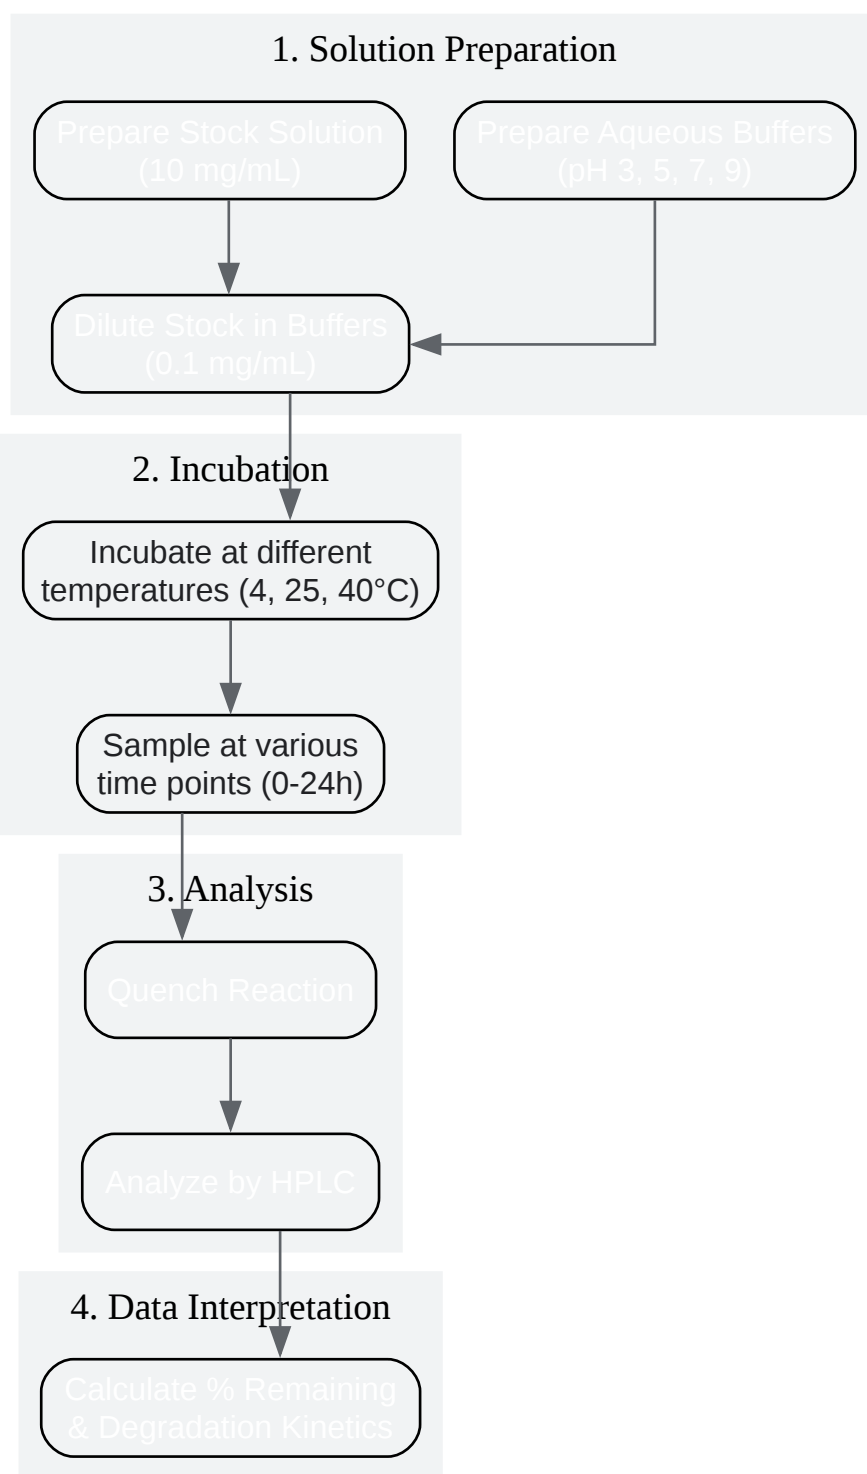 1. Solution Preparation
Prepare Stock Solution
(10 mg/mL)
Prepare Aqueous Buffers
(pH 3, 5, 7, 9)
Dilute Stock in Buffers
(0.1 mg/mL)
2. Incubation
Incubate at different
temperatures (4, 25, 40°C)
Sample at various
time points (0-24h)
3. Analysis
Quench Reaction
Analyze by HPLC
4. Data Interpretation
Calculate % Remaining
& Degradation Kinetics